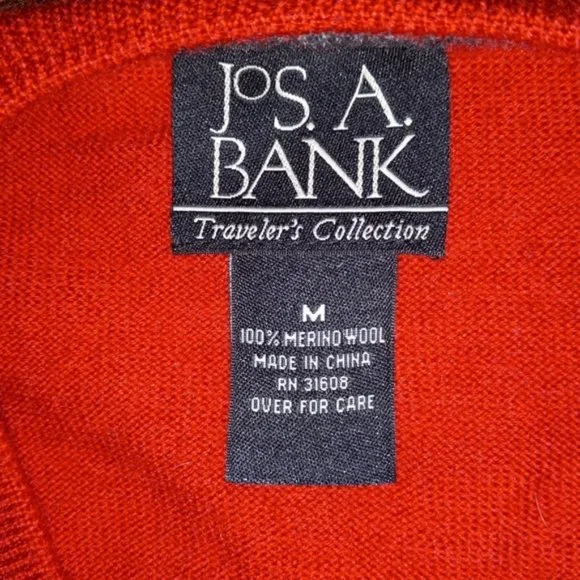 JoS. A.
BANK
Traveler's Collection
M
100% MERINO WOOL
MADE IN CHINA
RN 31608
OVER FOR CARE